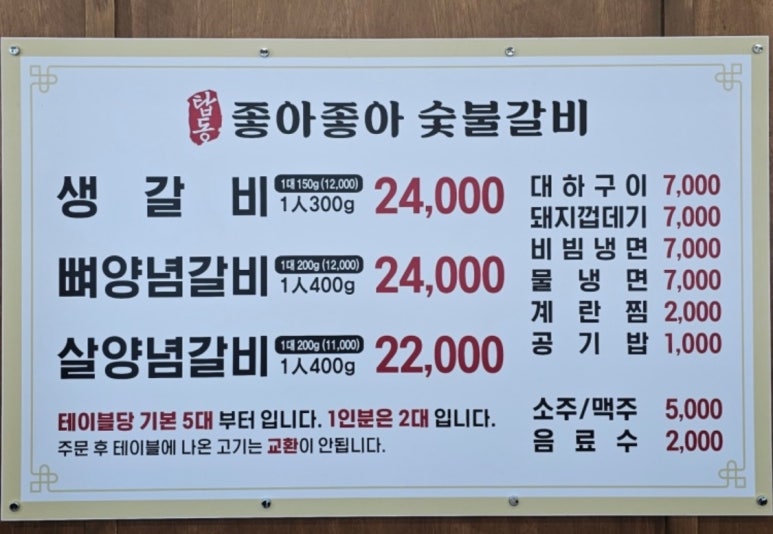 탑동 좋아좋아 숯불갈비
생 갈 비 1대 150g (12,000) 1人300g 24,000
뼈양념갈비 1대 200g (12,000) 1人400g 24,000
살양념갈비 1대 200g (11,000) 1人400g 22,000
테이블당 기본 5대 부터 입니다. 1인분은 2대 입니다.
주문 후 테이블에 나온 고기는 교환이 안됩니다.
대 하 구 이 7,000
돼지껍데기 7,000
비 빔 냉 면 7,000
물 냉 면 7,000
계 란 찜 2,000
공 기 밥 1,000
소주/맥주 5,000
음 료 수 2,000